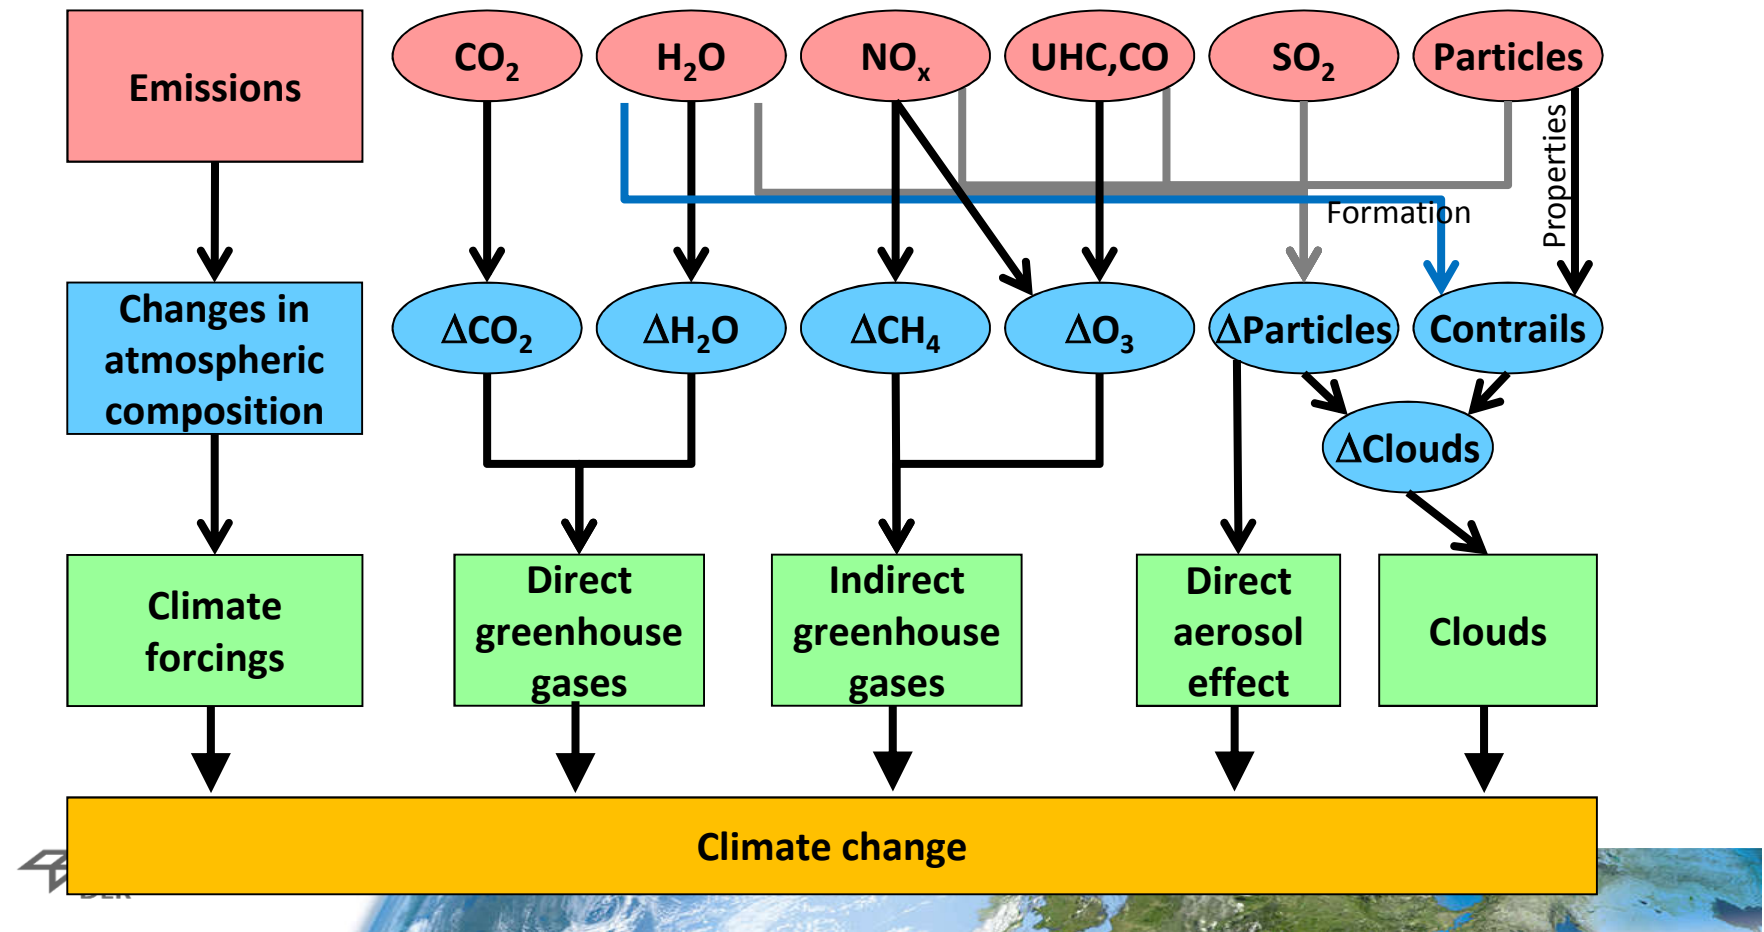 Emissions
CO₂
H₂O
NOₓ
UHC,CO
SO₂
Particles
Properties
Formation
Changes in
atmospheric
composition
ΔCO₂
ΔH₂O
ΔCH₄
ΔO₃
ΔParticles
Contrails
ΔClouds
Climate
forcings
Direct
greenhouse
gases
Indirect
greenhouse
gases
Direct
aerosol
effect
Clouds
Climate change